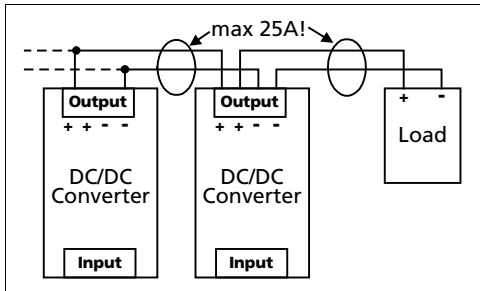 max 25A!
Output
+ + - -
DC/DC
Converter
Input
Output
+ + - -
DC/DC
Converter
Input
+ -
Load